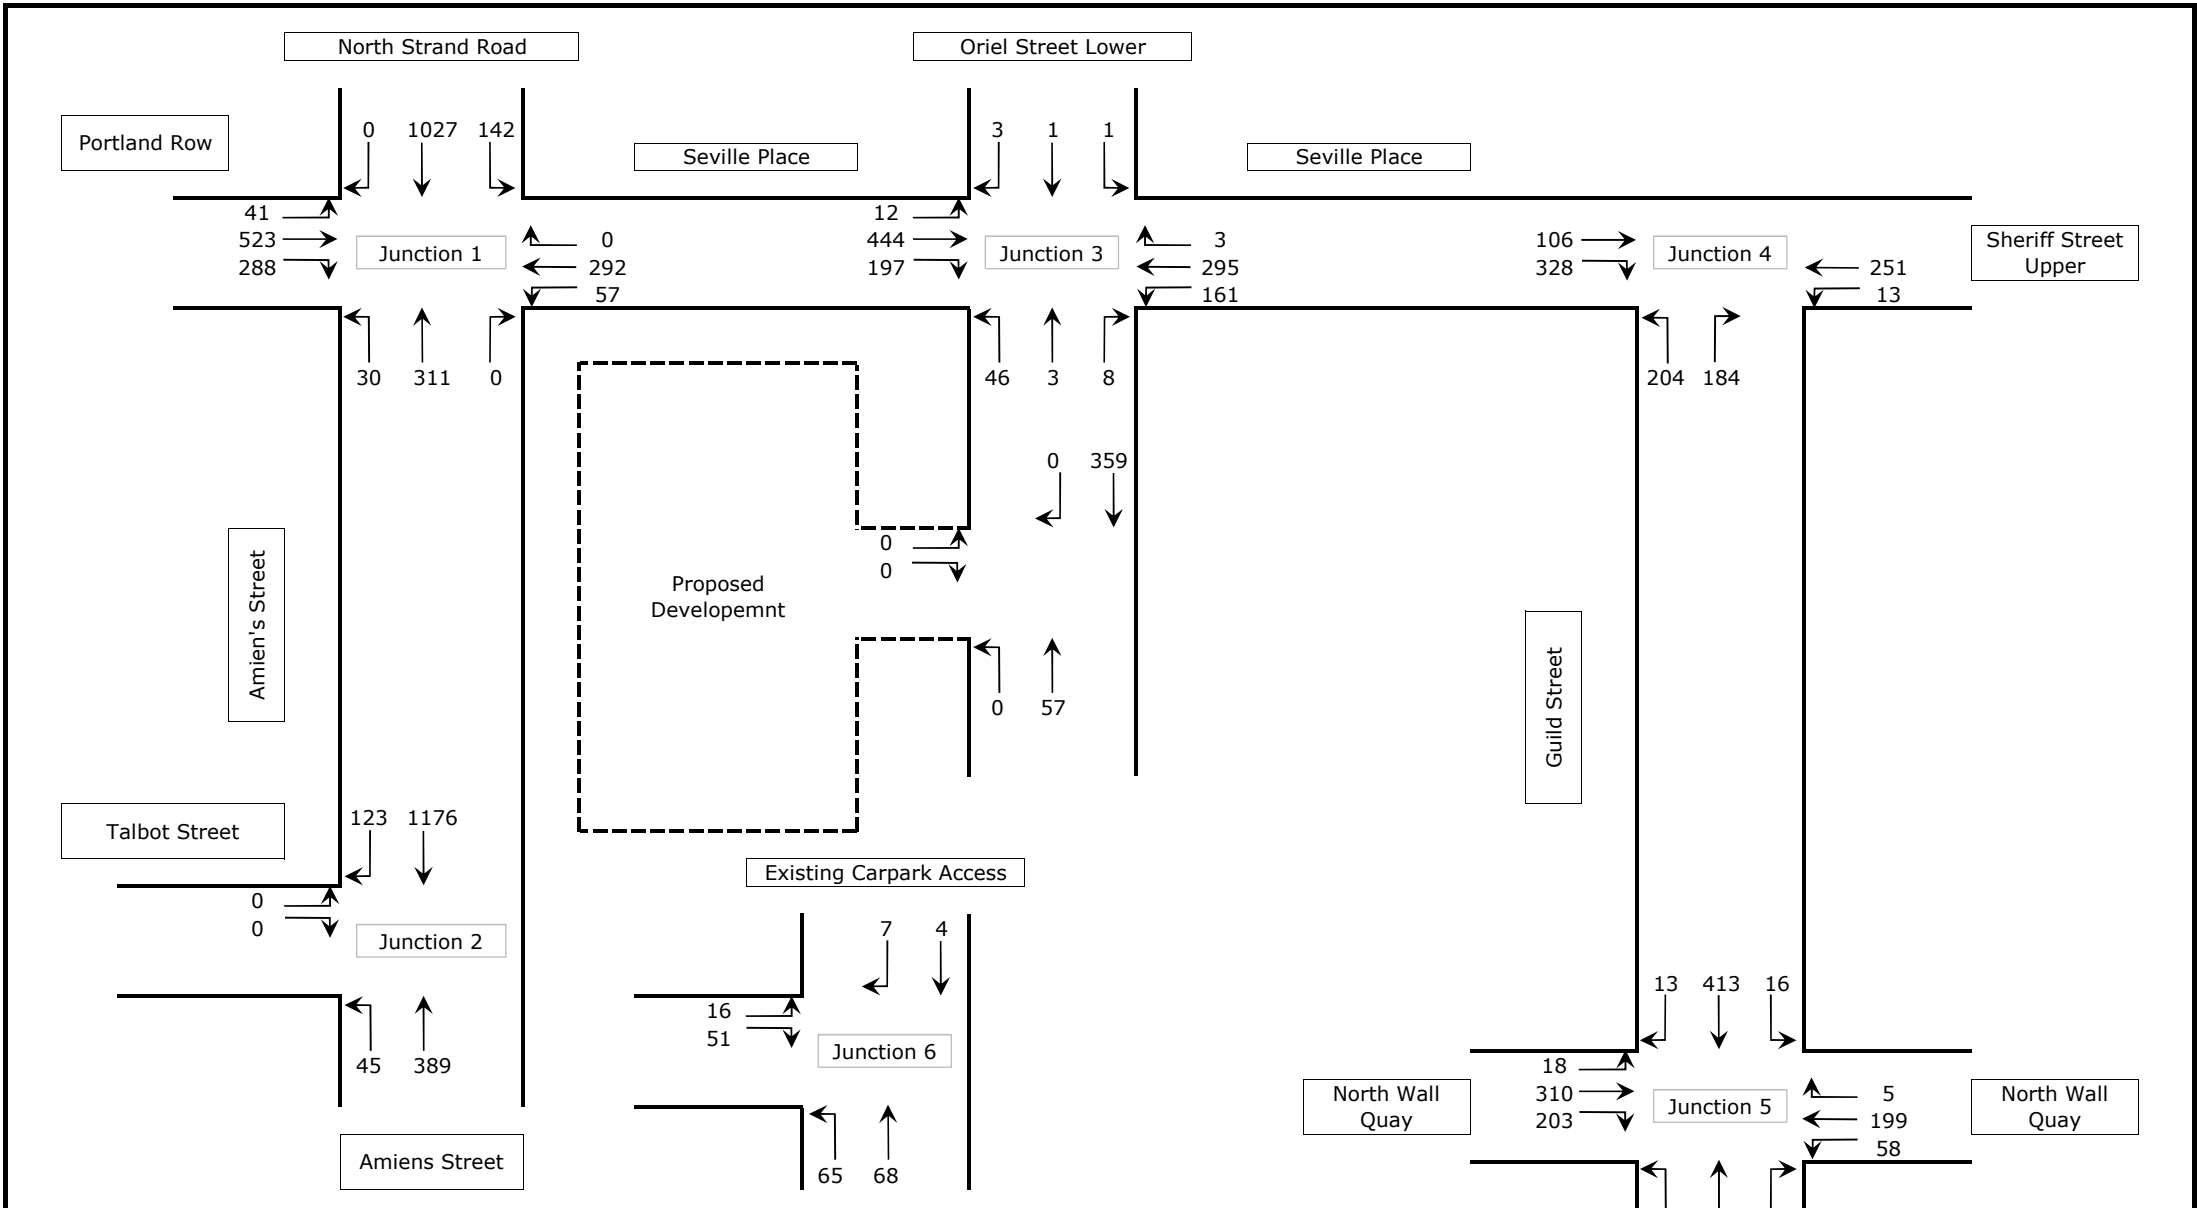 North Strand Road
Oriel Street Lower
Portland Row
0 1027 142
Seville Place
3 1 1
Seville Place
41
523
288
Junction 1
0
292
57
12
444
197
Junction 3
3
295
161
106
328
Junction 4
251
13
Sheriff Street
Upper
30 311 0
46 3 8
204 184
0 359
0
0
Amien's Street
Proposed
Developemnt
Guild Street
0 57
Talbot Street
123 1176
Existing Carpark Access
0
0
Junction 2
7 4
16
51
Junction 6
45 389
13 413 16
18
310
203
North Wall
Quay
Junction 5
5
199
58
North Wall
Quay
Amiens Street
65 68